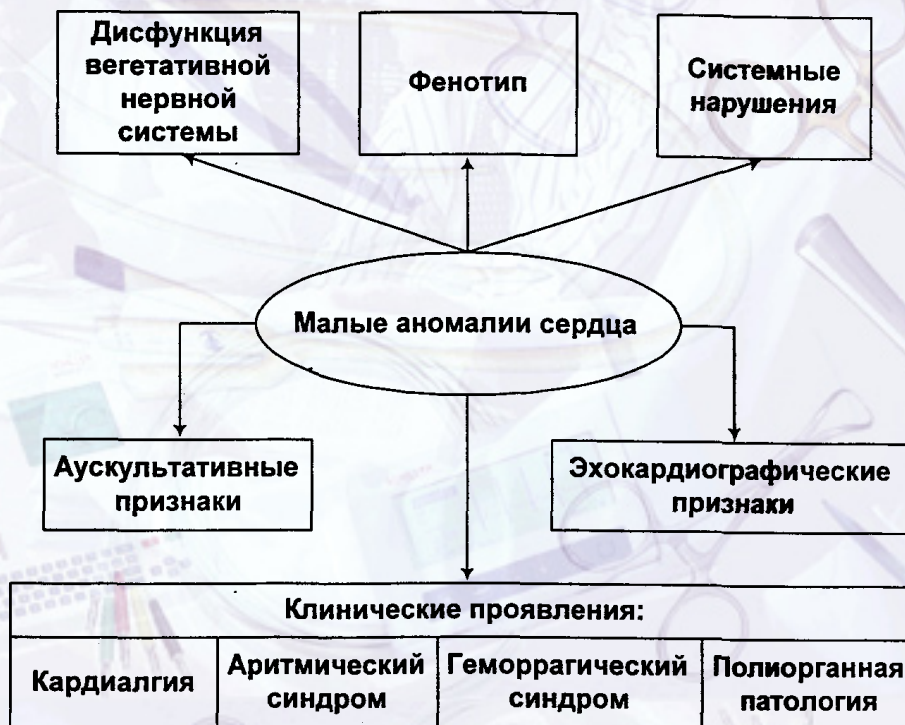 Дисфункция
вегетативной
нервной
системы
Фенотип
Системные
нарушения
Малые аномалии сердца
Аускультативные
признаки
Эхокардиографические
признаки
Клинические проявления:
Кардиалгия
Аритмический
синдром
Геморрагический
синдром
Полиорганная
патология